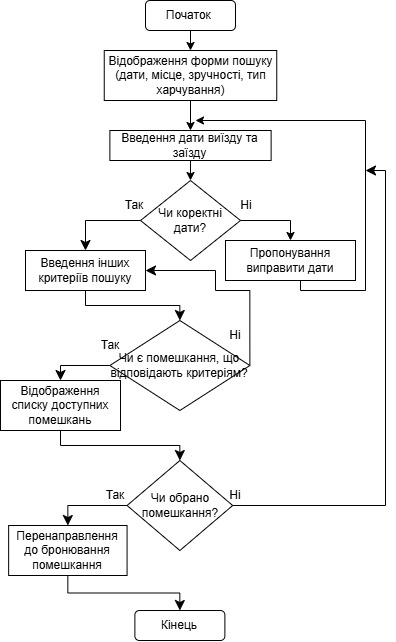 Початок
Відображення форми пошуку
(дати, місце, зручності, тип
харчування)
Введення дати виїзду та
заїзду
Так
Ні
Чи коректні
дати?
Введення інших
критеріїв пошуку
Пропонування
виправити дати
Ні
Так
Чи є помешкання, що
відповідають критеріям?
Відображення
списку доступних
помешкань
Так
Ні
Чи обрано
помешкання?
Перенаправлення
до бронювання
помешкання
Кінець